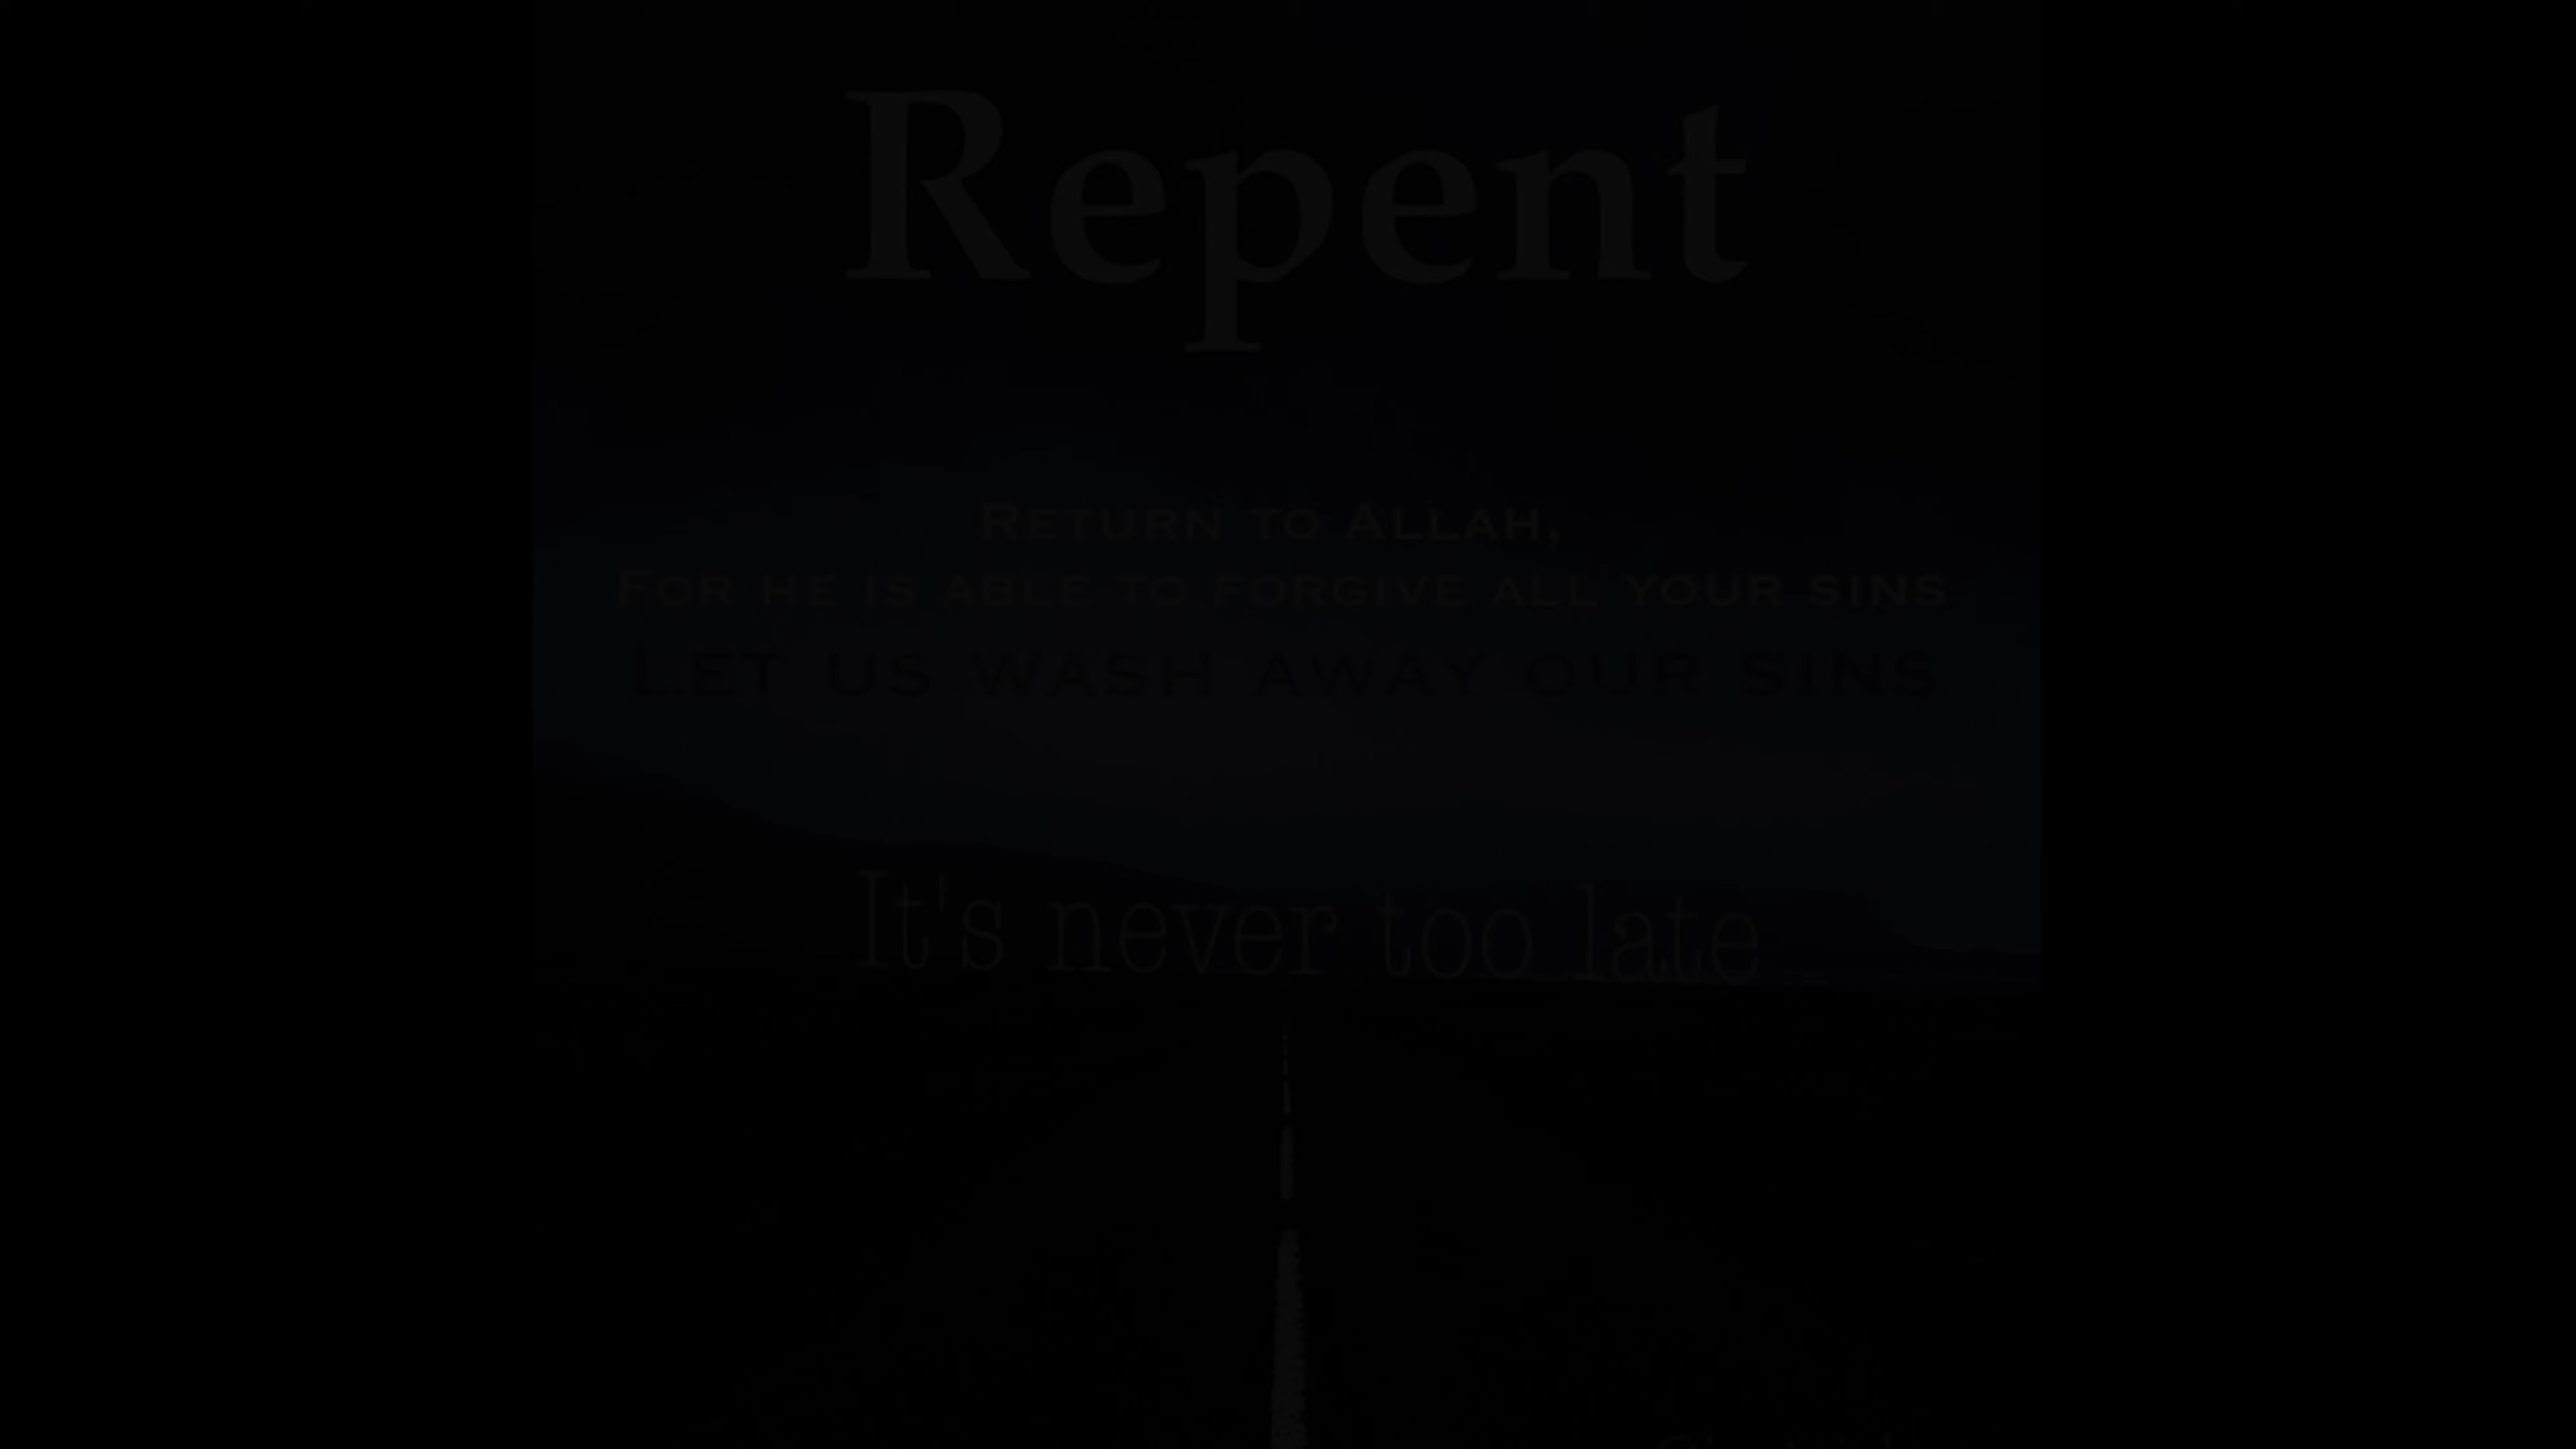 Repent
Return to Allah,
For he is able to forgive all your sins
Let us wash away our sins
It's never too late